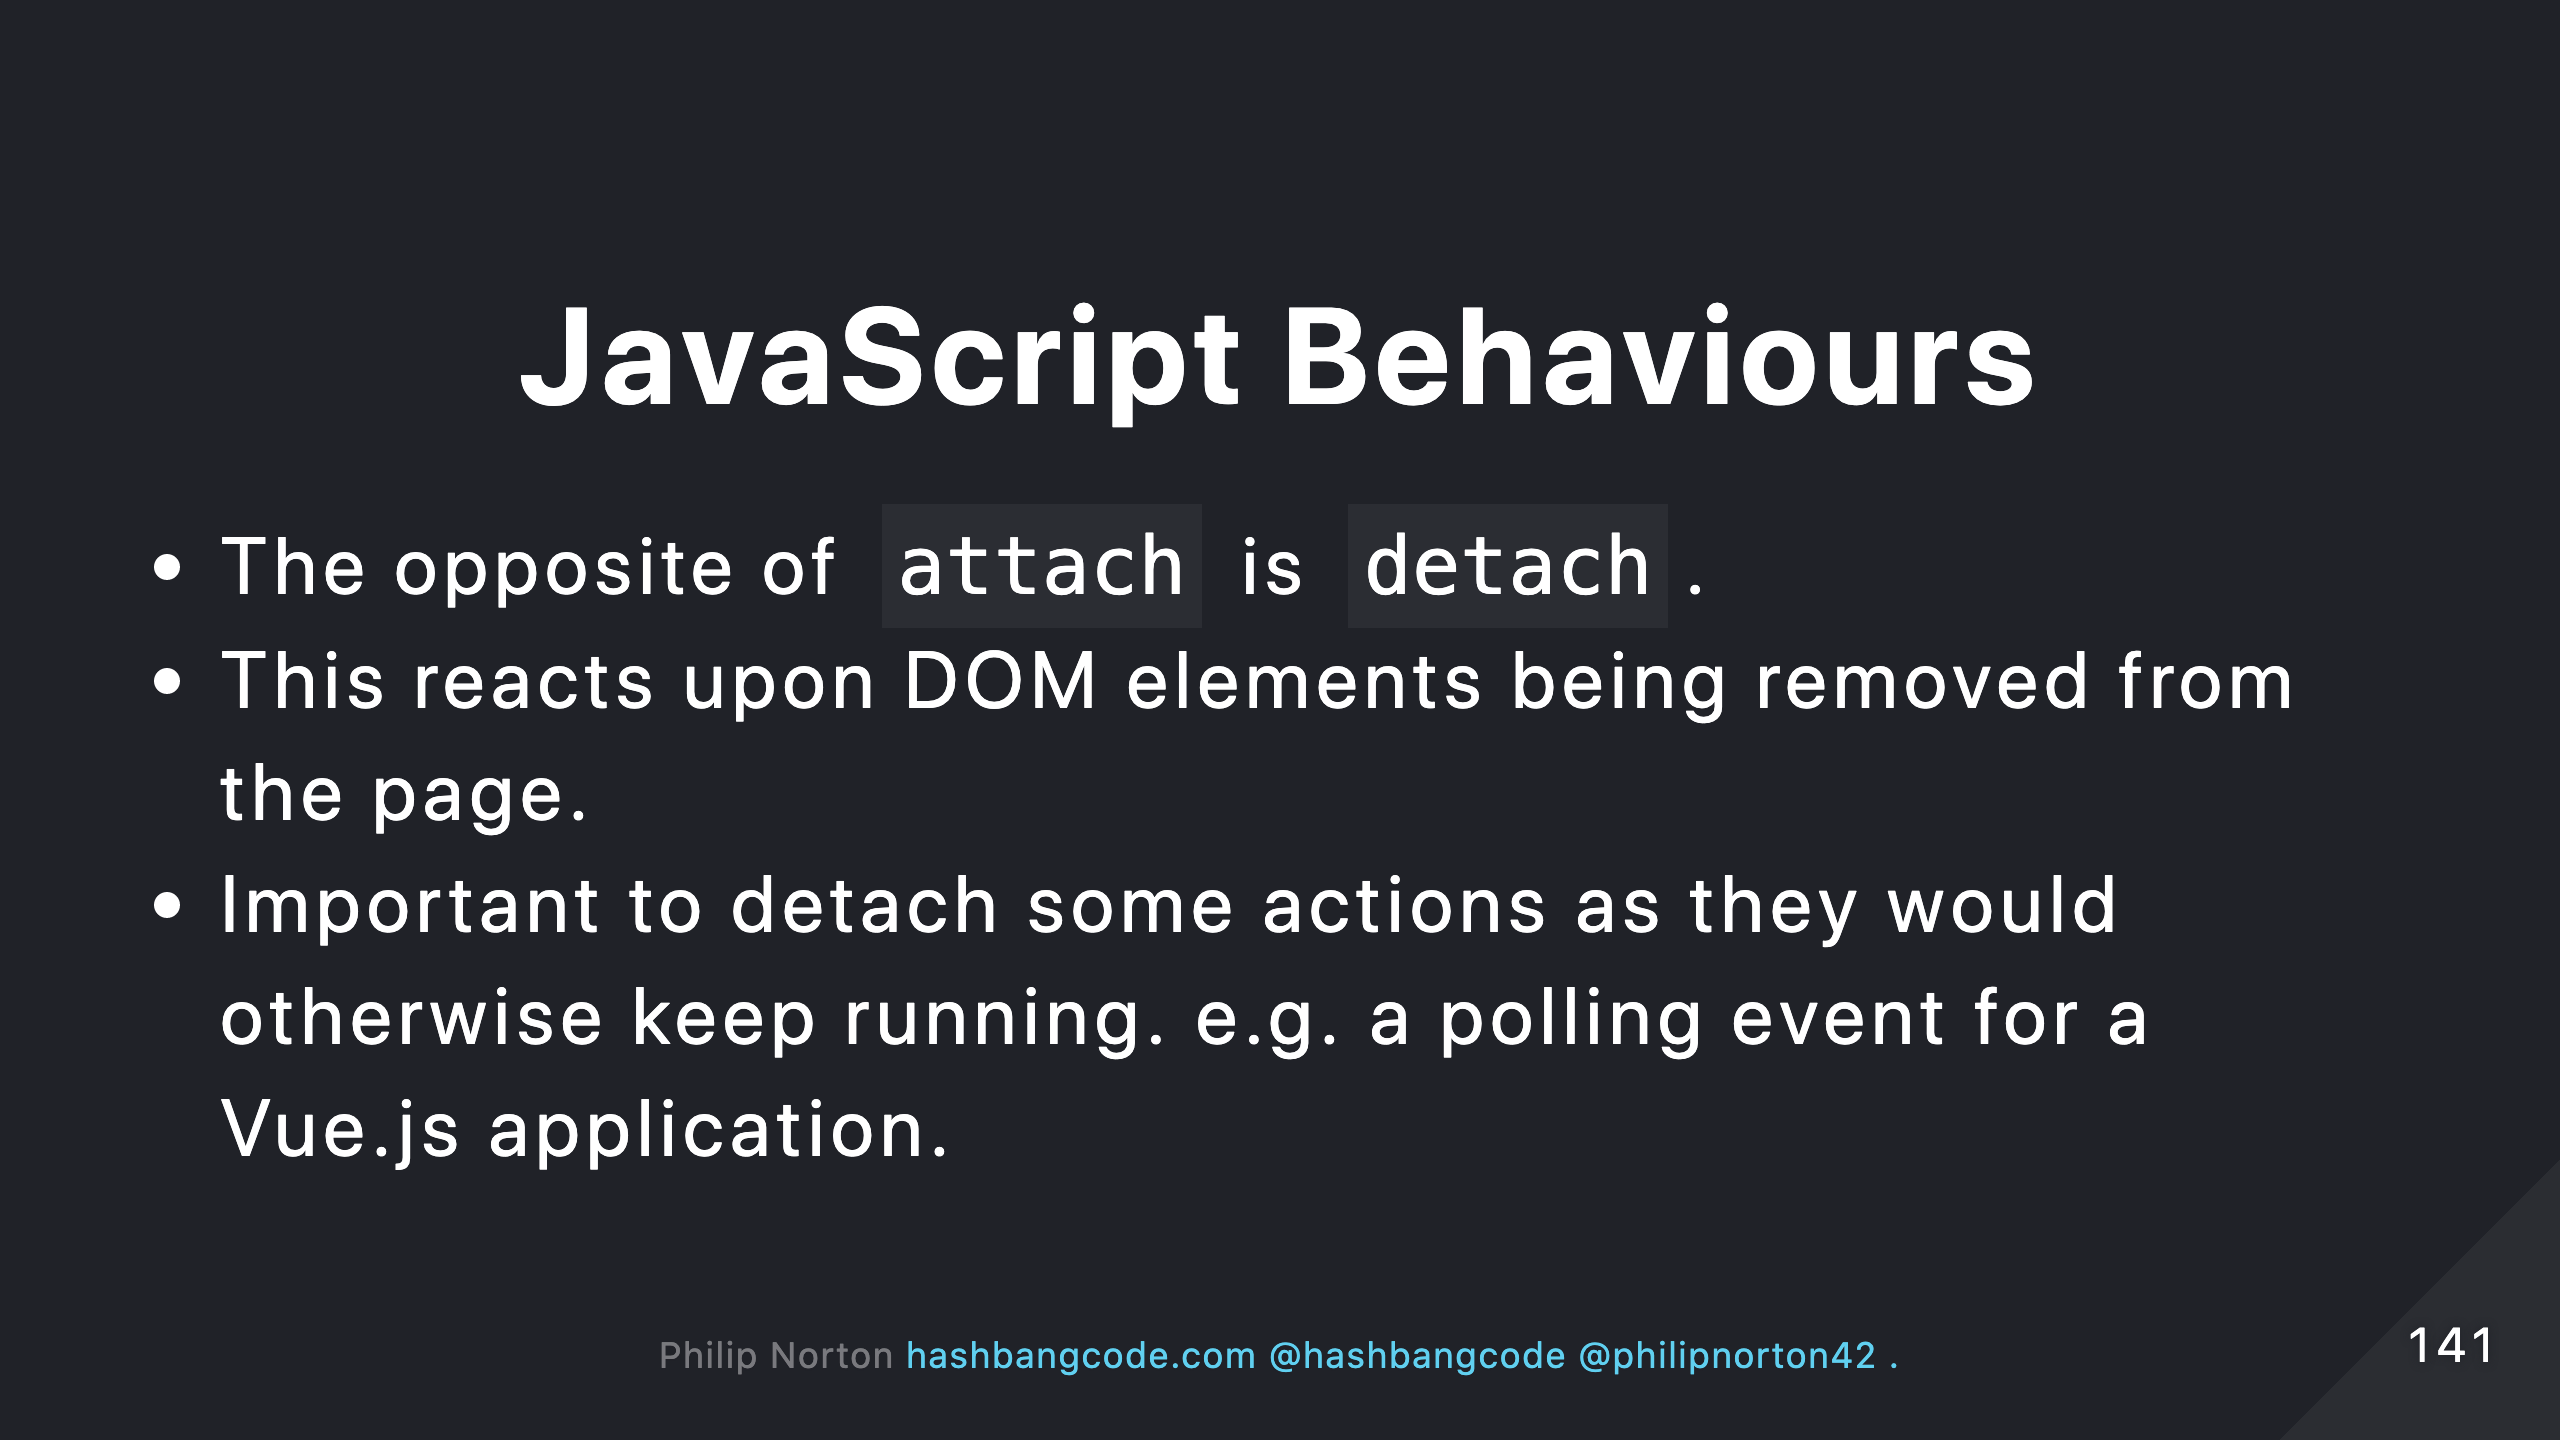 JavaScript Behaviours
• The opposite of attach is detach .
• This reacts upon DOM elements being removed from
the page.
• Important to detach some actions as they would
otherwise keep running. e.g. a polling event for a
Vue.js application.
Philip Norton hashbangcode.com @hashbangcode @philipnorton42 .
141